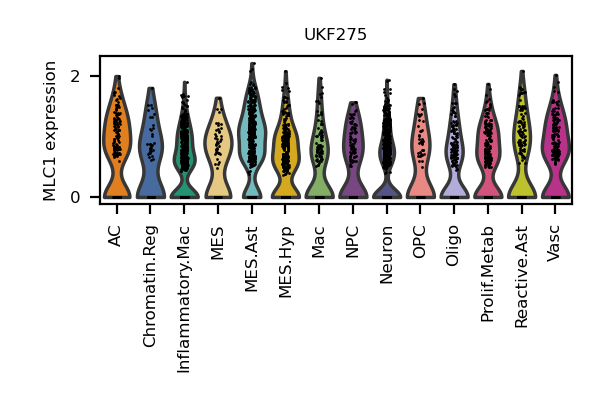 UKF275
MLC1 expression
2
0
AC
Chromatin.Reg
Inflammatory.Mac
MES
MES.Ast
MES.Hyp
Mac
NPC
Neuron
OPC
Oligo
Prolif.Metab
Reactive.Ast
Vasc